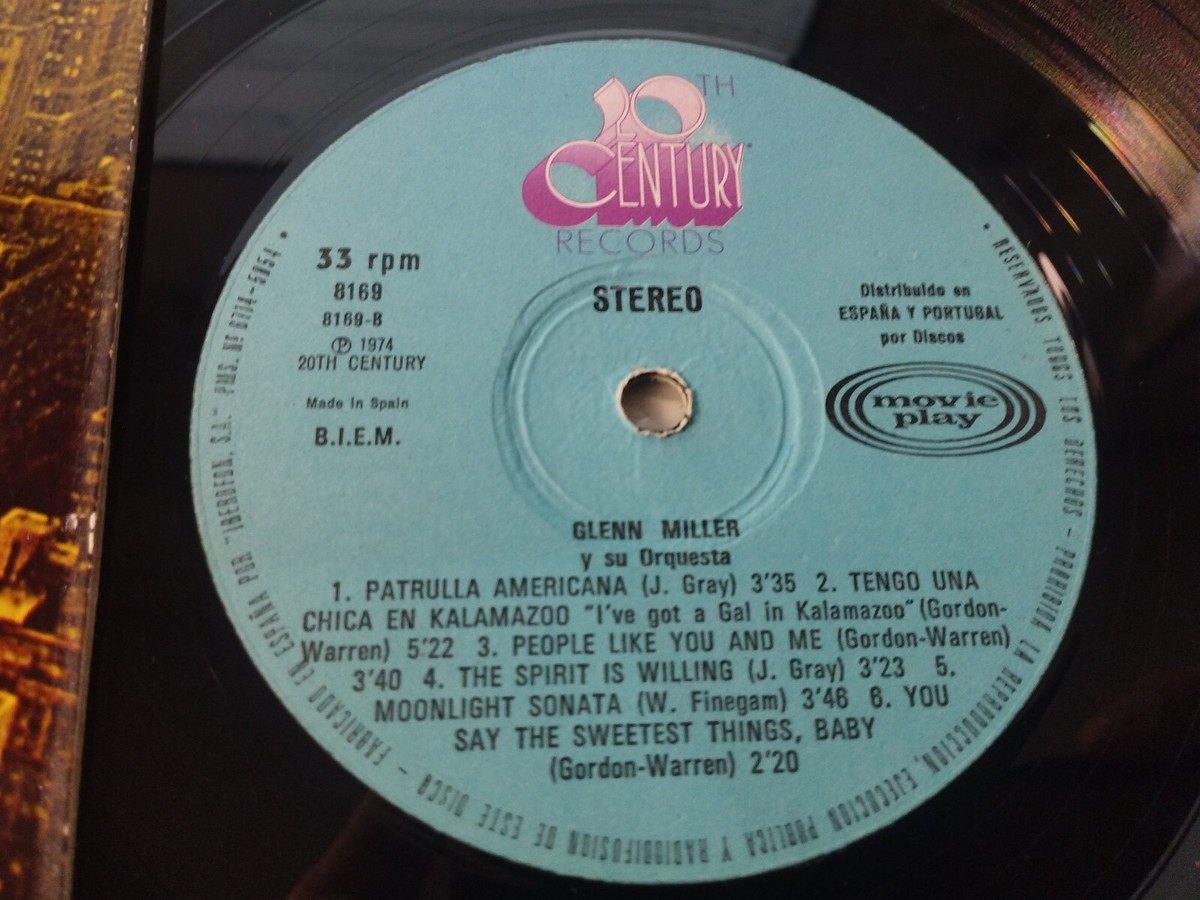 20TH
CENTURY
RECORDS
33 rpm
8169
8169-B
Ⓟ 1974
20TH CENTURY
Made in Spain
B.I.E.M.
STEREO
Distribuido en
ESPAÑA Y PORTUGAL
por Discos
movie
play
GLENN MILLER
y su Orquesta
1. PATRULLA AMERICANA (J. Gray) 3'35 2. TENGO UNA
CHICA EN KALAMAZOO "I've got a Gal in Kalamazoo" (Gordon-
Warren) 5'22 3. PEOPLE LIKE YOU AND ME (Gordon-Warren)
3'40 4. THE SPIRIT IS WILLING (J. Gray) 3'23 5.
MOONLIGHT SONATA (W. Finegam) 3'46 6. YOU
SAY THE SWEETEST THINGS, BABY
(Gordon-Warren) 2'20
• RESERVADOS TODOS LOS DERECHOS - PROHIBIDA LA REPRODUCCION, EJECUCION PUBLICA Y RADIODIFUSION DE ESTE DISCO - FABRICADO EN ESPAÑA POR "IBEROFON, S.A." PMS. Nº 6714-5954 •